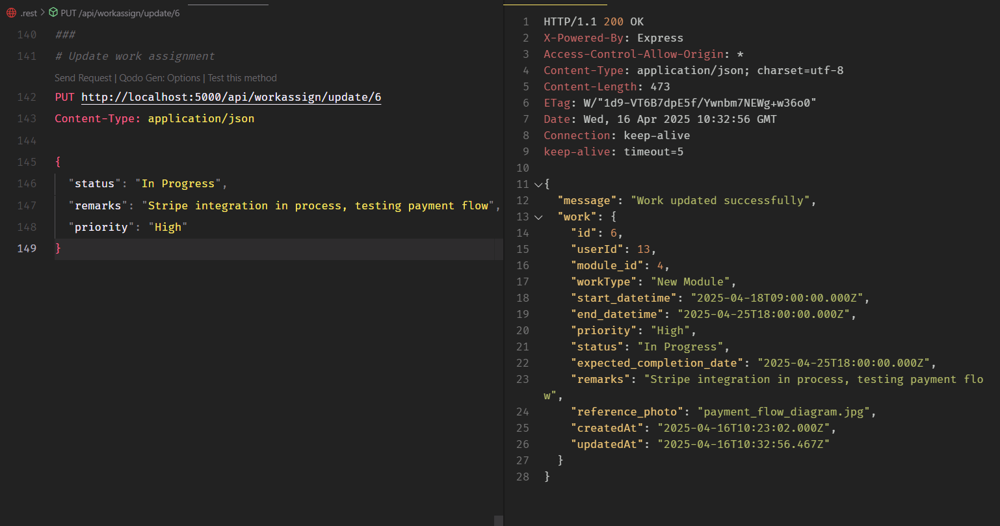 .rest > PUT /api/workassign/update/6
140 ###
141 # Update work assignment
Send Request | Qodo Gen: Options | Test this method
142 PUT http://localhost:5000/api/workassign/update/6
143 Content-Type: application/json
144
145 {
146 "status": "In Progress",
147 "remarks": "Stripe integration in process, testing payment flow",
148 "priority": "High"
149 }
1 HTTP/1.1 200 OK
2 X-Powered-By: Express
3 Access-Control-Allow-Origin: *
4 Content-Type: application/json; charset=utf-8
5 Content-Length: 473
6 ETag: W/"1d9-VT6B7dpE5f/Ywnbm7NEWg+w36o0"
7 Date: Wed, 16 Apr 2025 10:32:56 GMT
8 Connection: keep-alive
9 keep-alive: timeout=5
10
11 {
12 "message": "Work updated successfully",
13 "work": {
14 "id": 6,
15 "userId": 13,
16 "module_id": 4,
17 "workType": "New Module",
18 "start_datetime": "2025-04-18T09:00:00.000Z",
19 "end_datetime": "2025-04-25T18:00:00.000Z",
20 "priority": "High",
21 "status": "In Progress",
22 "expected_completion_date": "2025-04-25T18:00:00.000Z",
23 "remarks": "Stripe integration in process, testing payment flo
w",
24 "reference_photo": "payment_flow_diagram.jpg",
25 "createdAt": "2025-04-16T10:23:02.000Z",
26 "updatedAt": "2025-04-16T10:32:56.467Z"
27 }
28 }